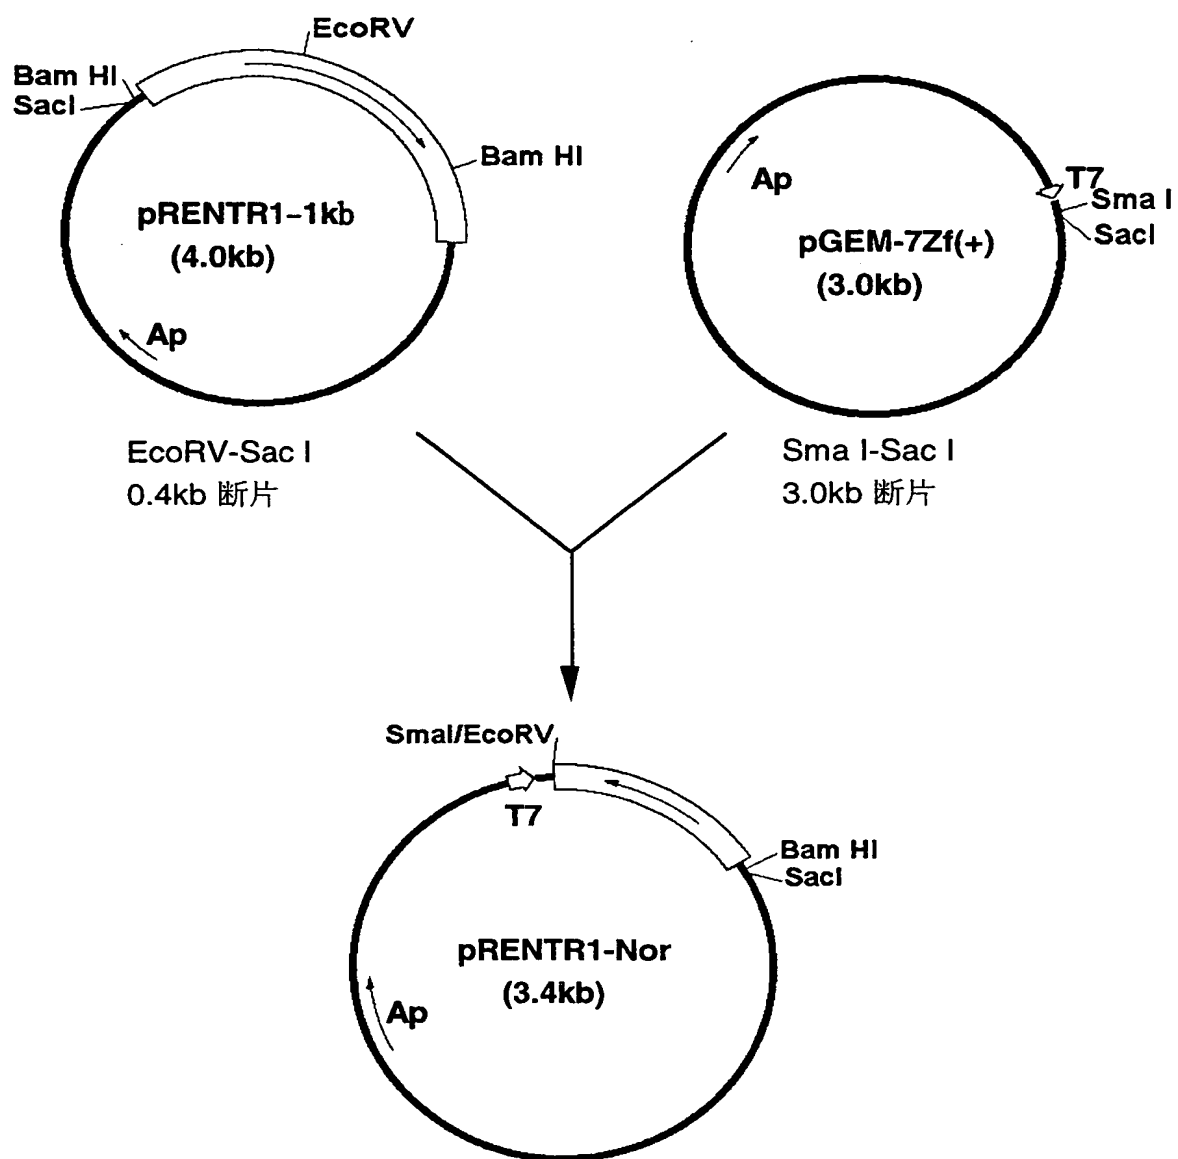 EcoRV
Bam HI
SacI
Bam HI
pRENTR1-1kb
(4.0kb)
Ap
EcoRV-Sac I
0.4kb 断片
Ap
T7
Sma I
SacI
pGEM-7Zf(+)
(3.0kb)
Sma I-Sac I
3.0kb 断片
SmaI/EcoRV
T7
Bam HI
SacI
pRENTR1-Nor
(3.4kb)
Ap